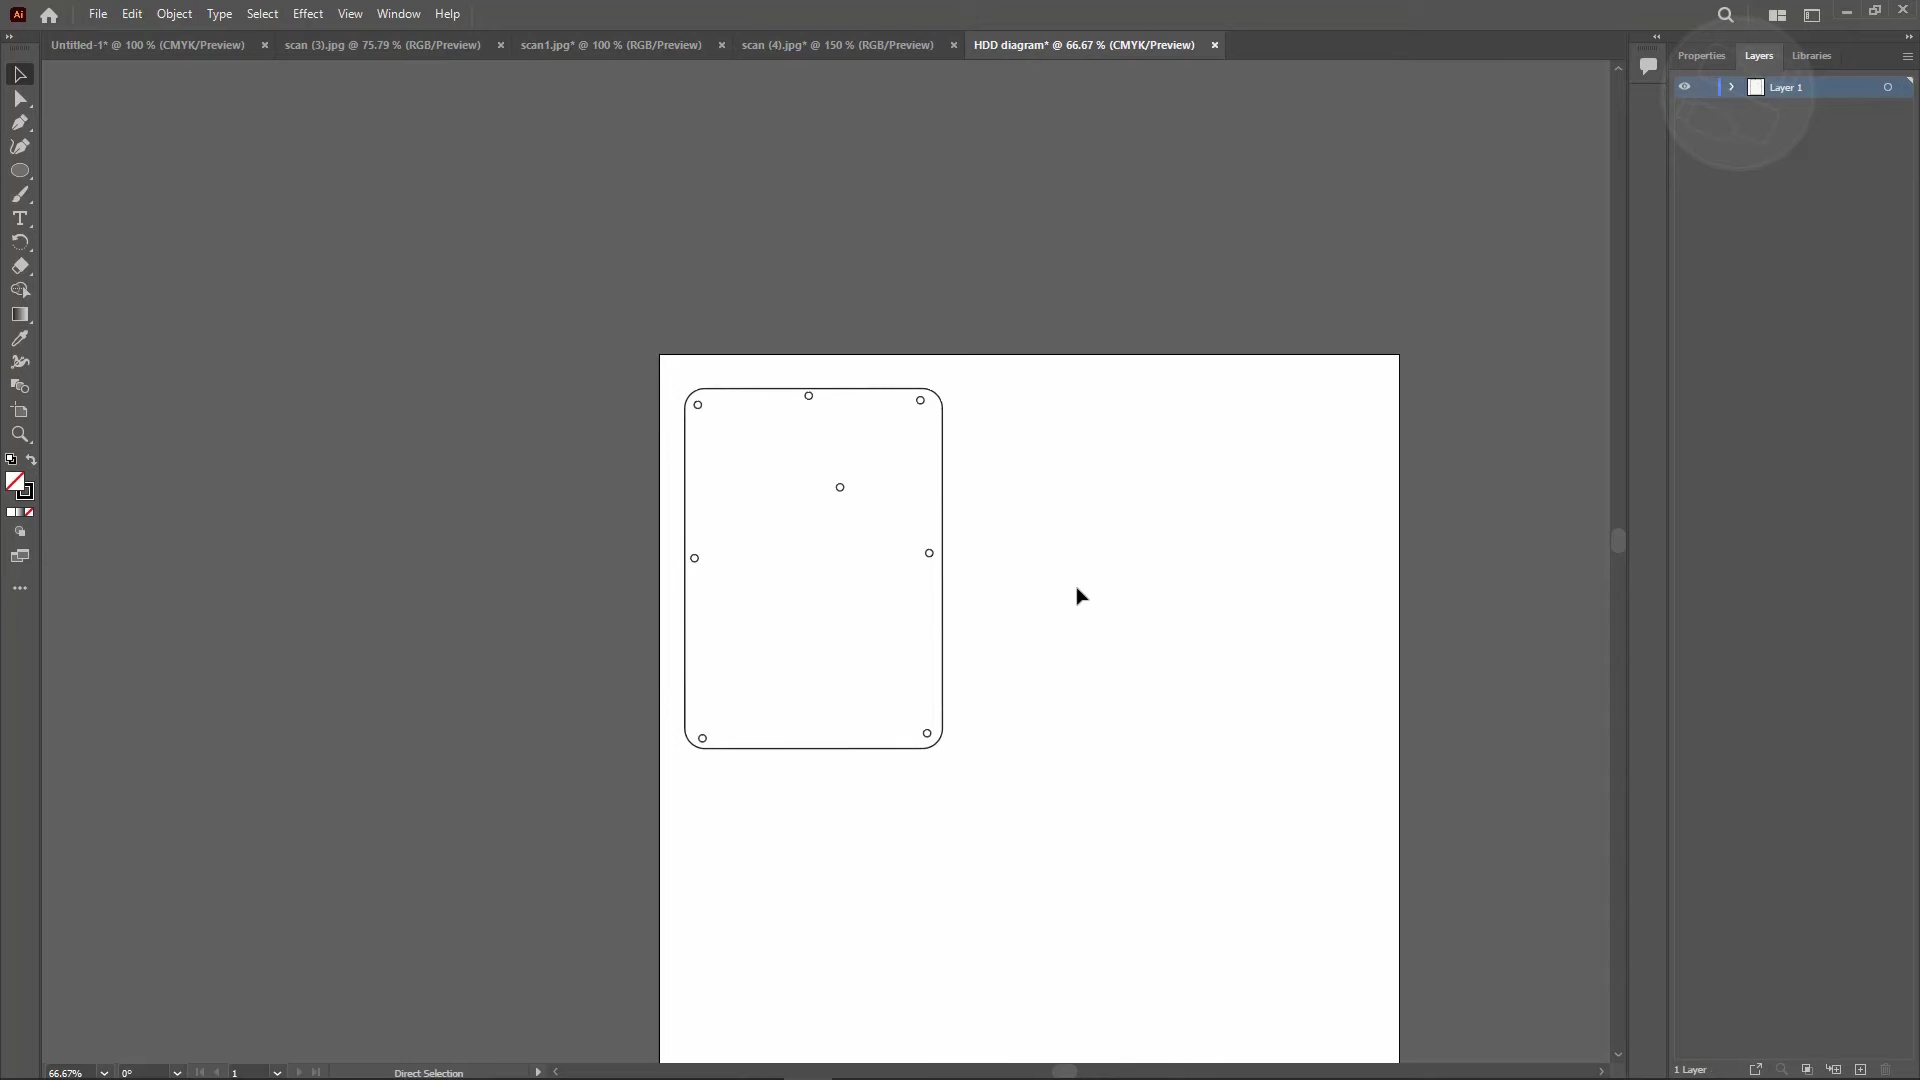 Ai File Edit Object Type Select Effect View Window Help
Untitled-1* @ 100 % (CMYK/Preview) × scan (3).jpg @ 75.79 % (RGB/Preview) × scan1.jpg* @ 100 % (RGB/Preview) × scan (4).jpg* @ 150 % (RGB/Preview) × HDD diagram* @ 66.67 % (CMYK/Preview) ×
Properties Layers Libraries
Layer 1
T
66.67% 0° 1 Direct Selection
1 Layer